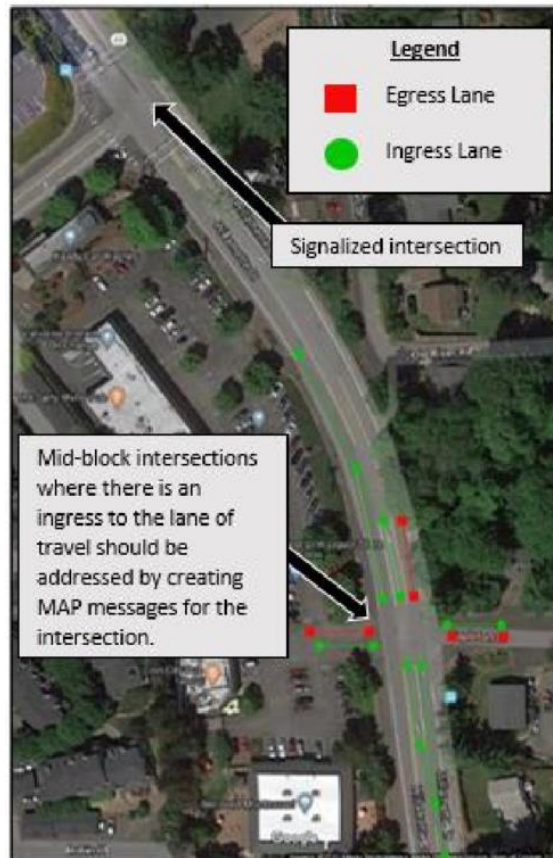 Legend
Egress Lane
Ingress Lane
Signalized intersection
Mid-block intersections
where there is an
ingress to the lane of
travel should be
addressed by creating
MAP messages for the
intersection.
Google